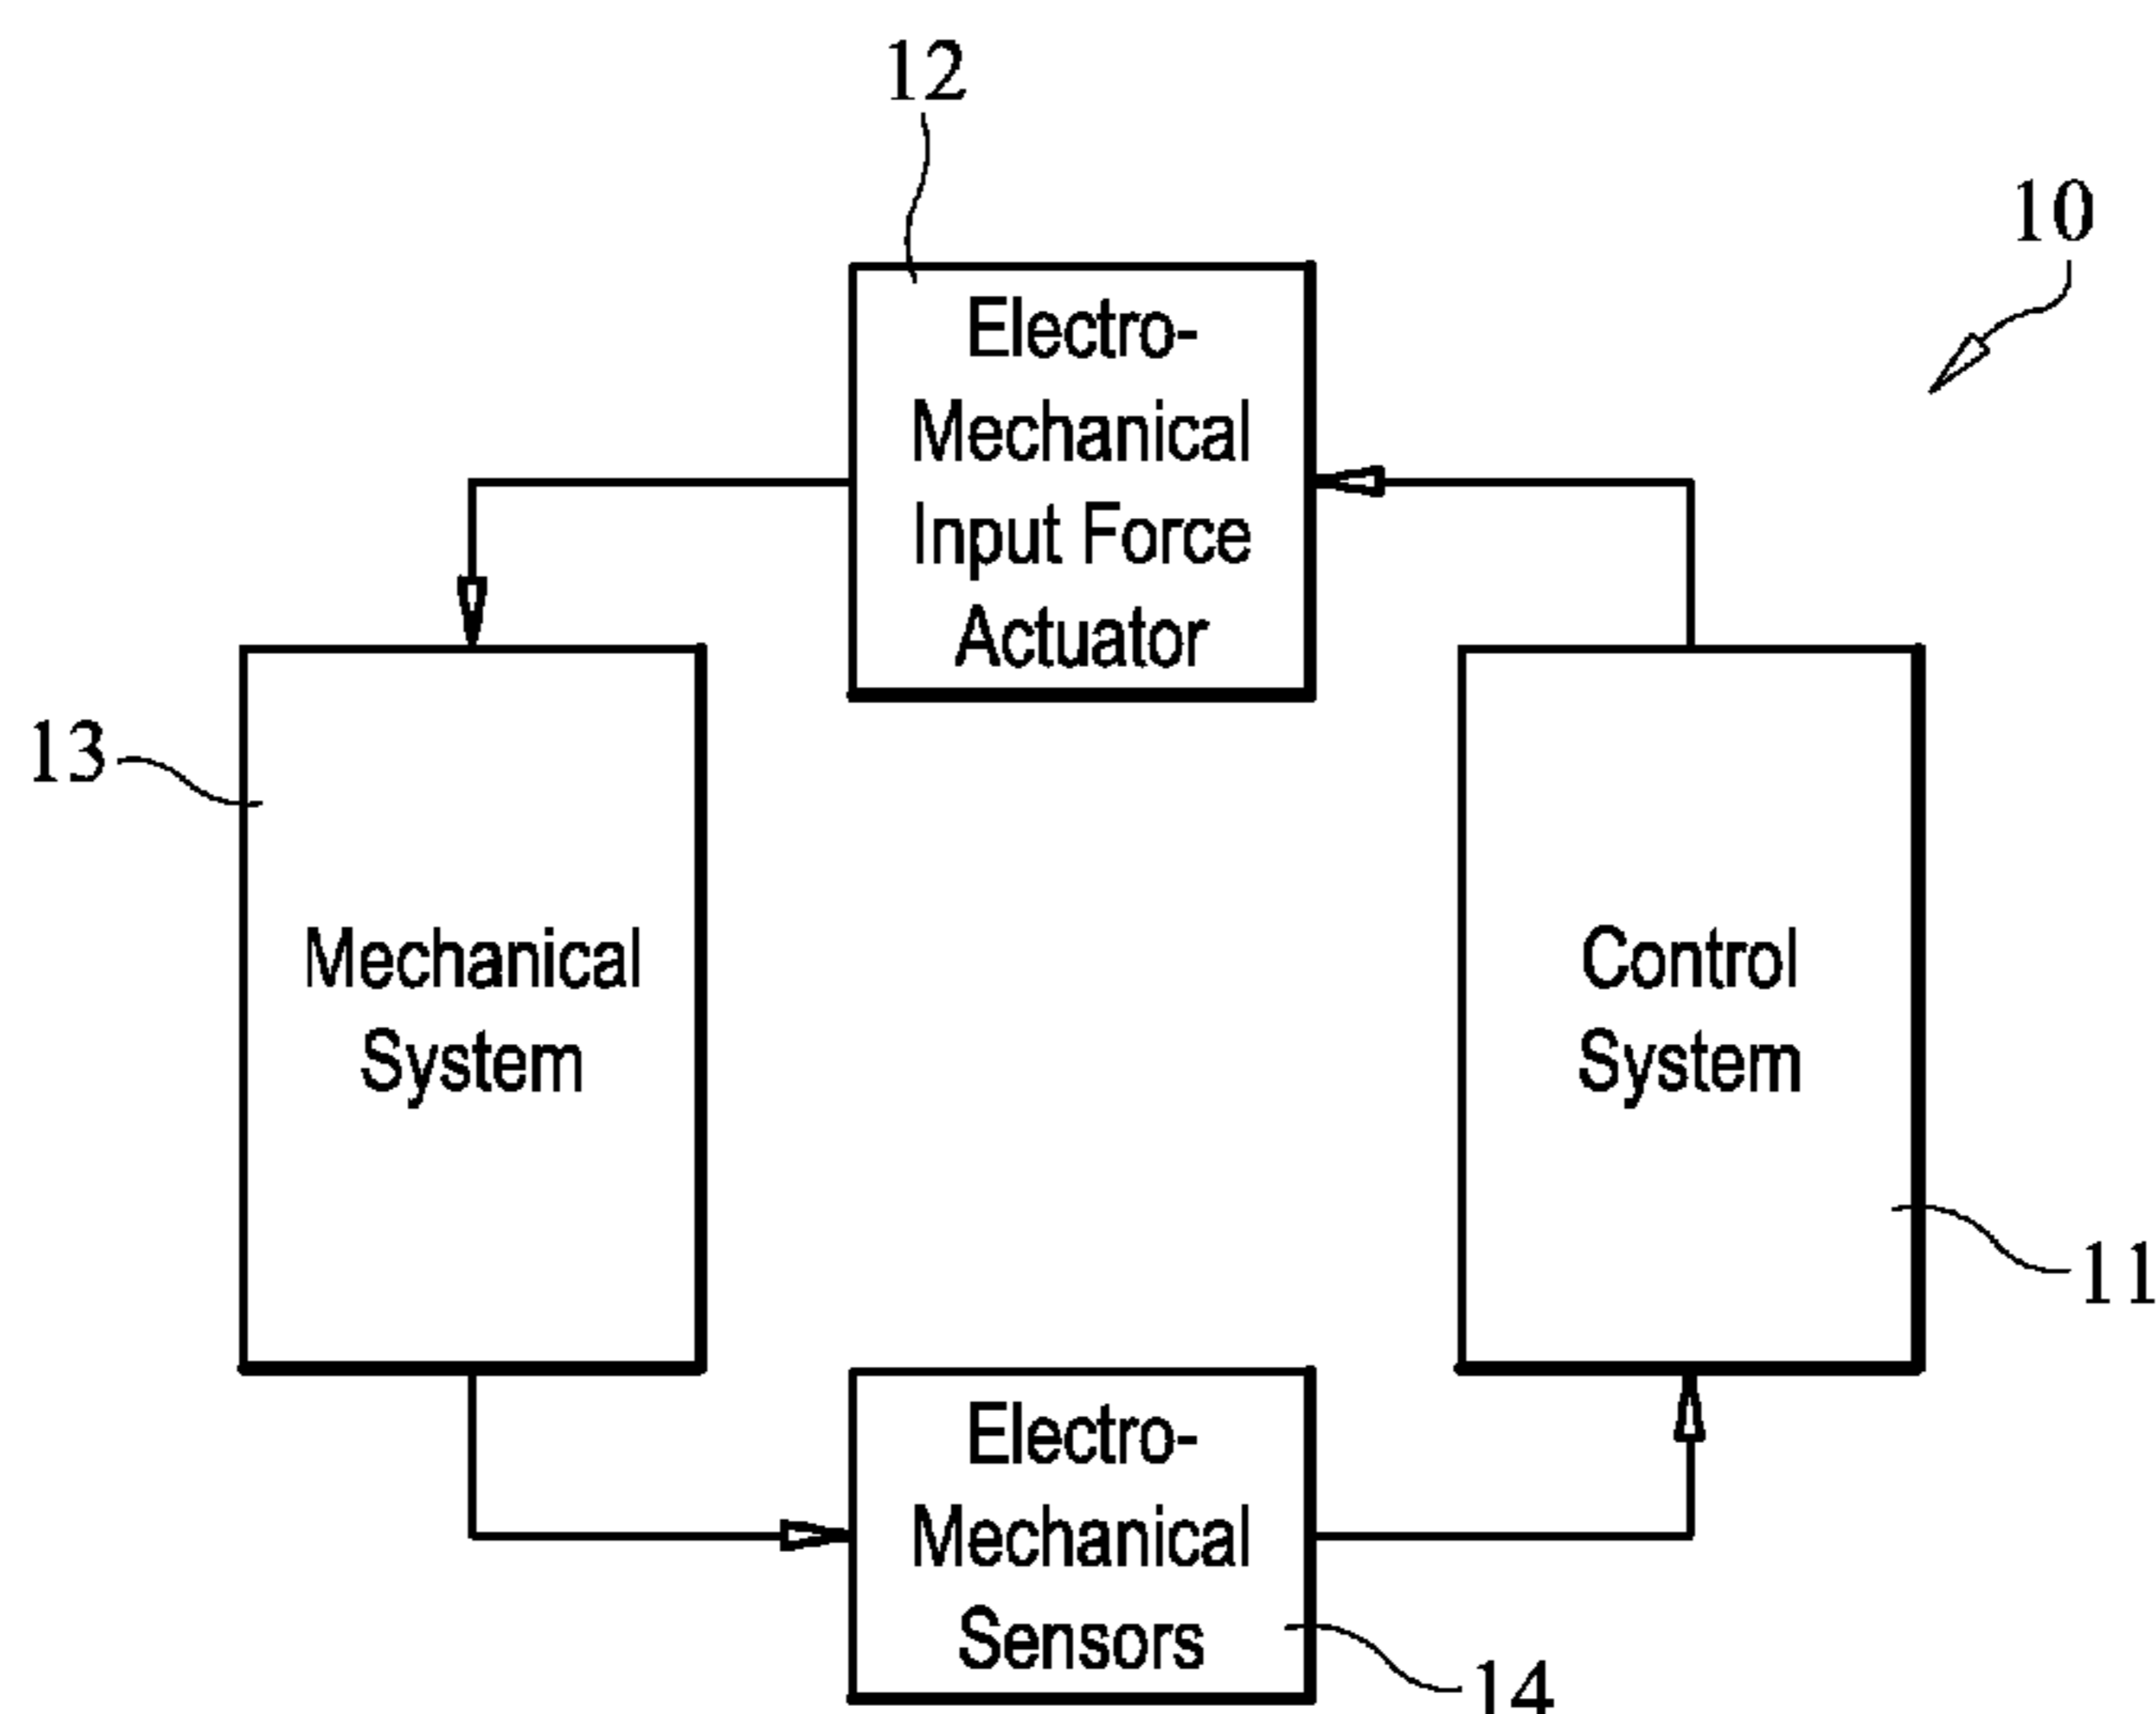 12
10
Electro-
Mechanical
Input Force
Actuator
13
Mechanical
System
Control
System
11
Electro-
Mechanical
Sensors
14